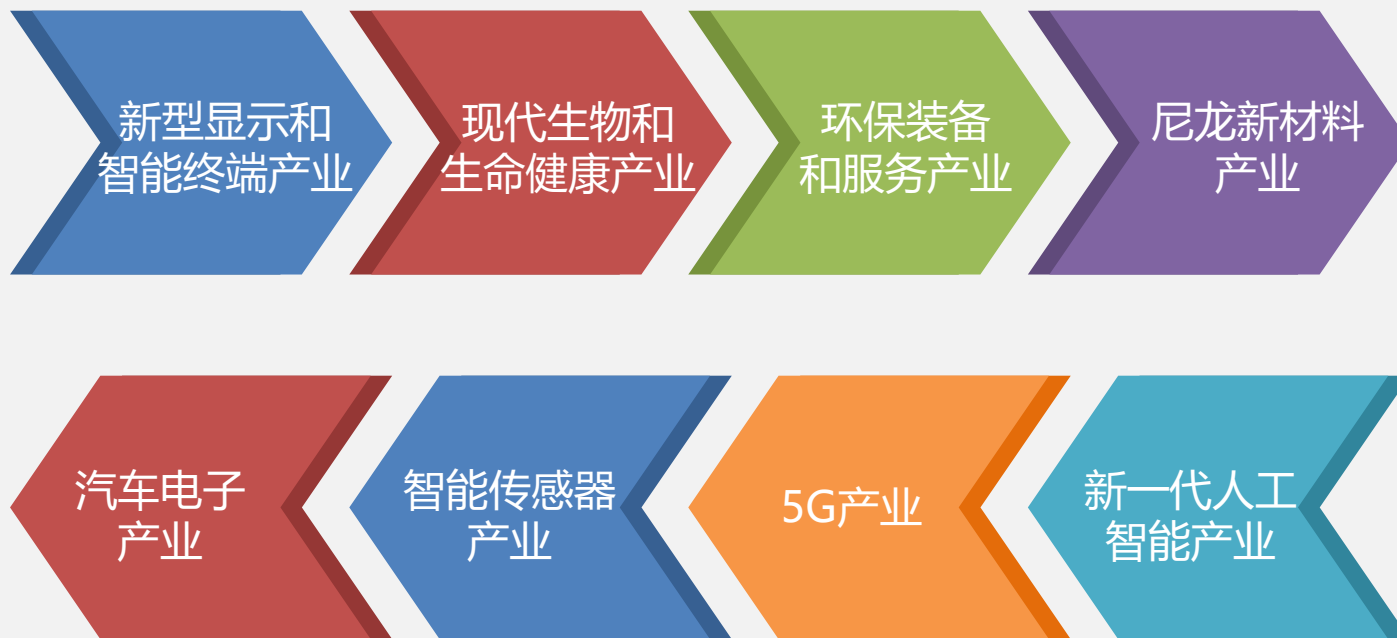 新型显示和
智能终端产业
现代生物和
生命健康产业
环保装备
和服务产业
尼龙新材料
产业
汽车电子
产业
智能传感器
产业
5G产业
新一代人工
智能产业